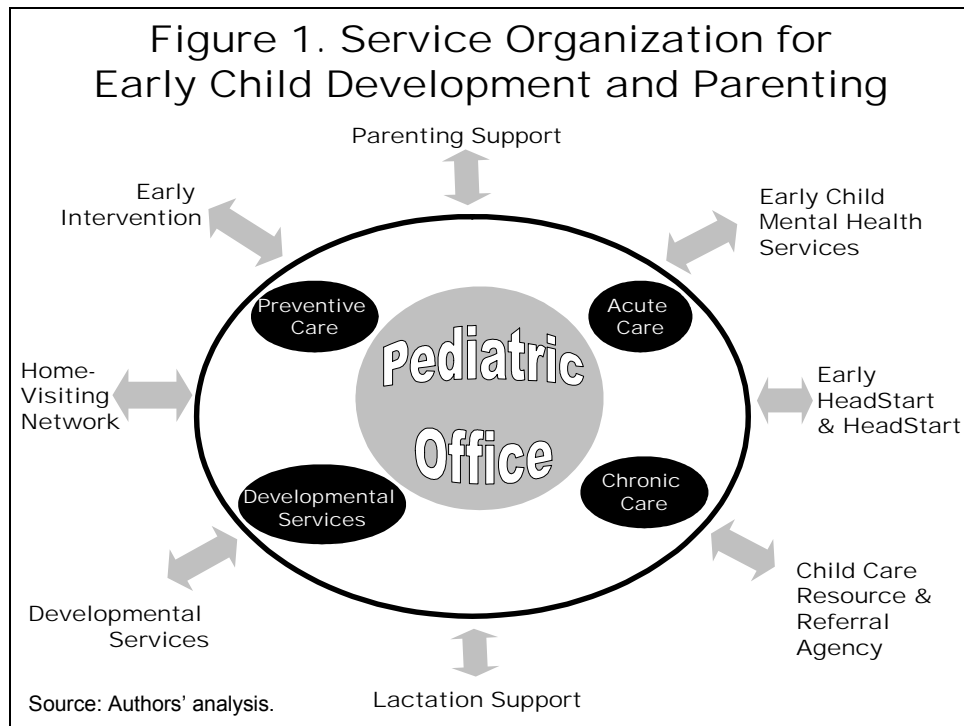 Figure 1. Service Organization for
Early Child Development and Parenting
Parenting Support
Early
Intervention
Early Child
Mental Health
Services
Preventive
Care
Acute
Care
Pediatric
Office
Home-
Visiting
Network
Early
HeadStart
& HeadStart
Developmental
Services
Chronic
Care
Developmental
Services
Child Care
Resource &
Referral
Agency
Lactation Support
Source: Authors’ analysis.